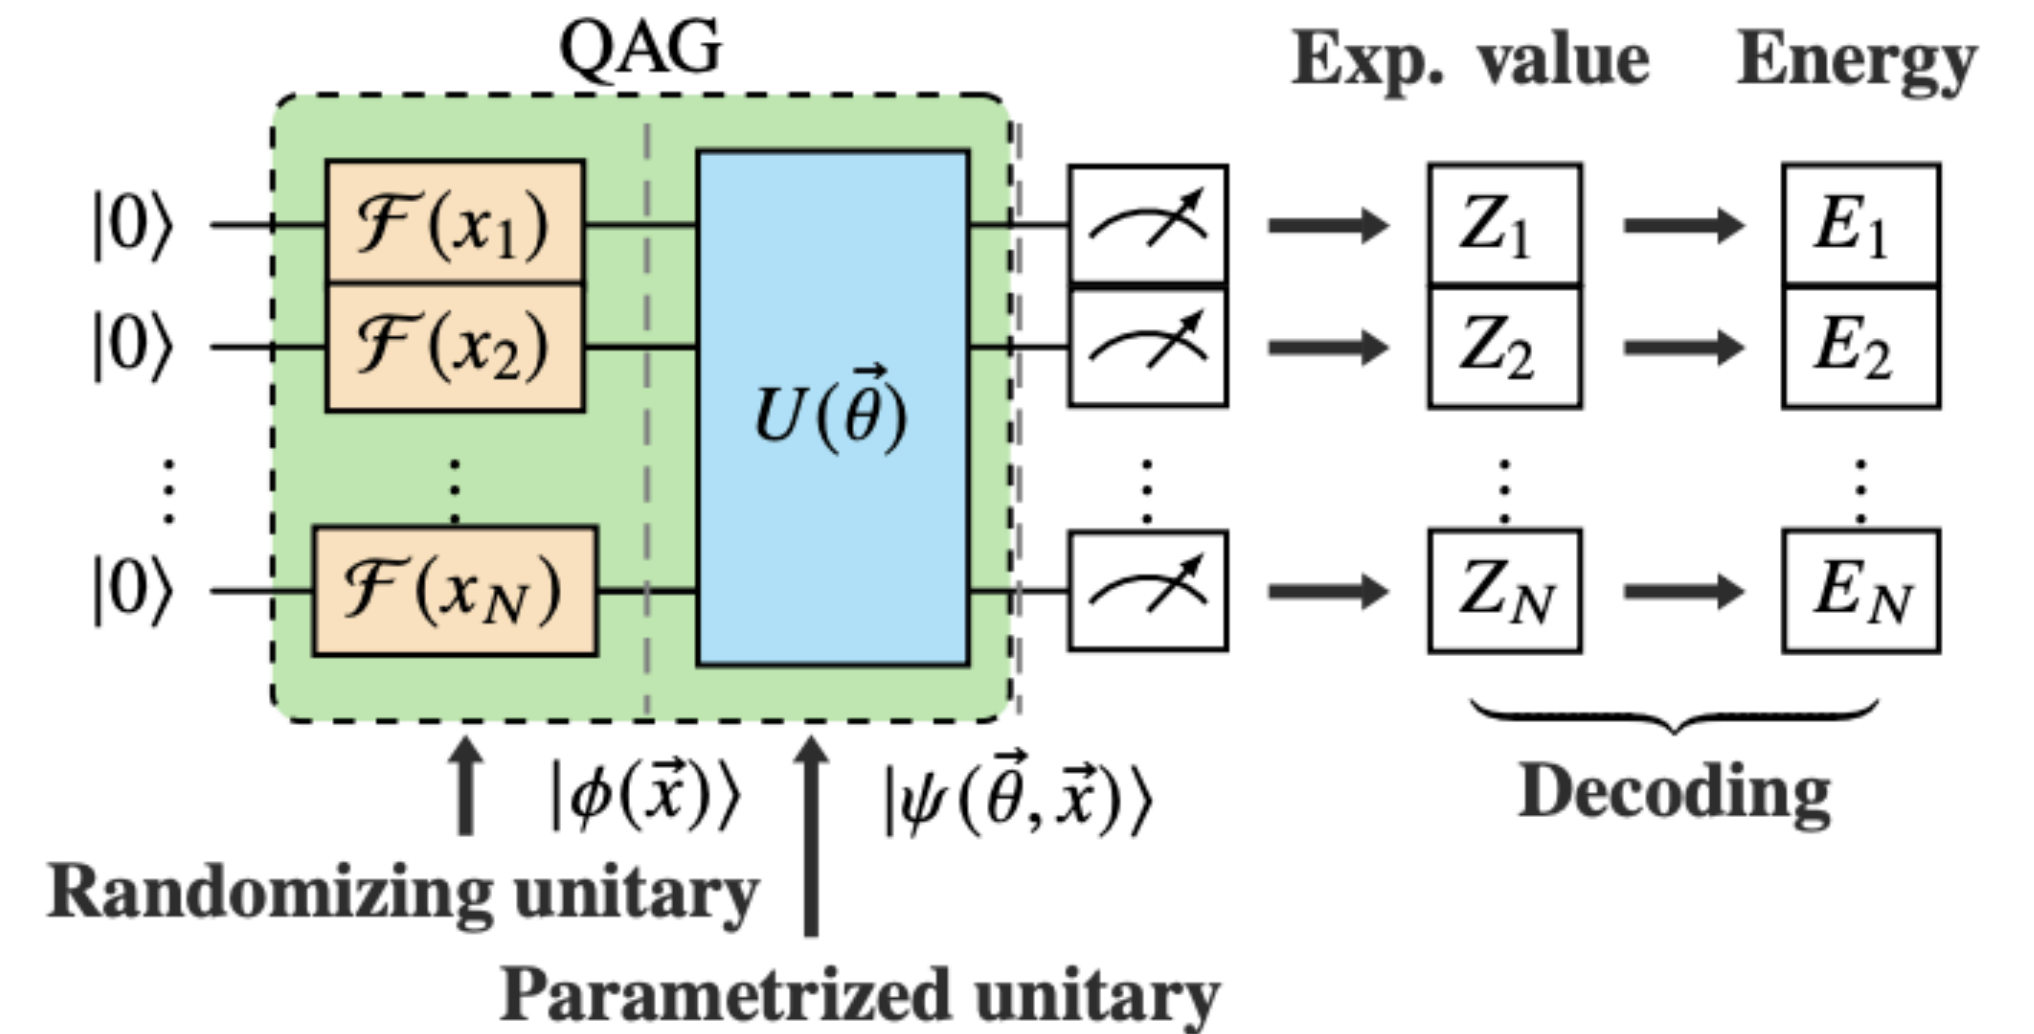 QAG
Exp. value Energy
|0⟩ ℱ(x₁) Z₁ E₁
|0⟩ ℱ(x₂) Z₂ E₂
U(θ⃗)
⋮ ⋮ ⋮ ⋮ ⋮
|0⟩ ℱ(x_N) Z_N E_N
|ϕ(x⃗)⟩ |ψ(θ⃗, x⃗)⟩ Decoding
Randomizing unitary
Parametrized unitary